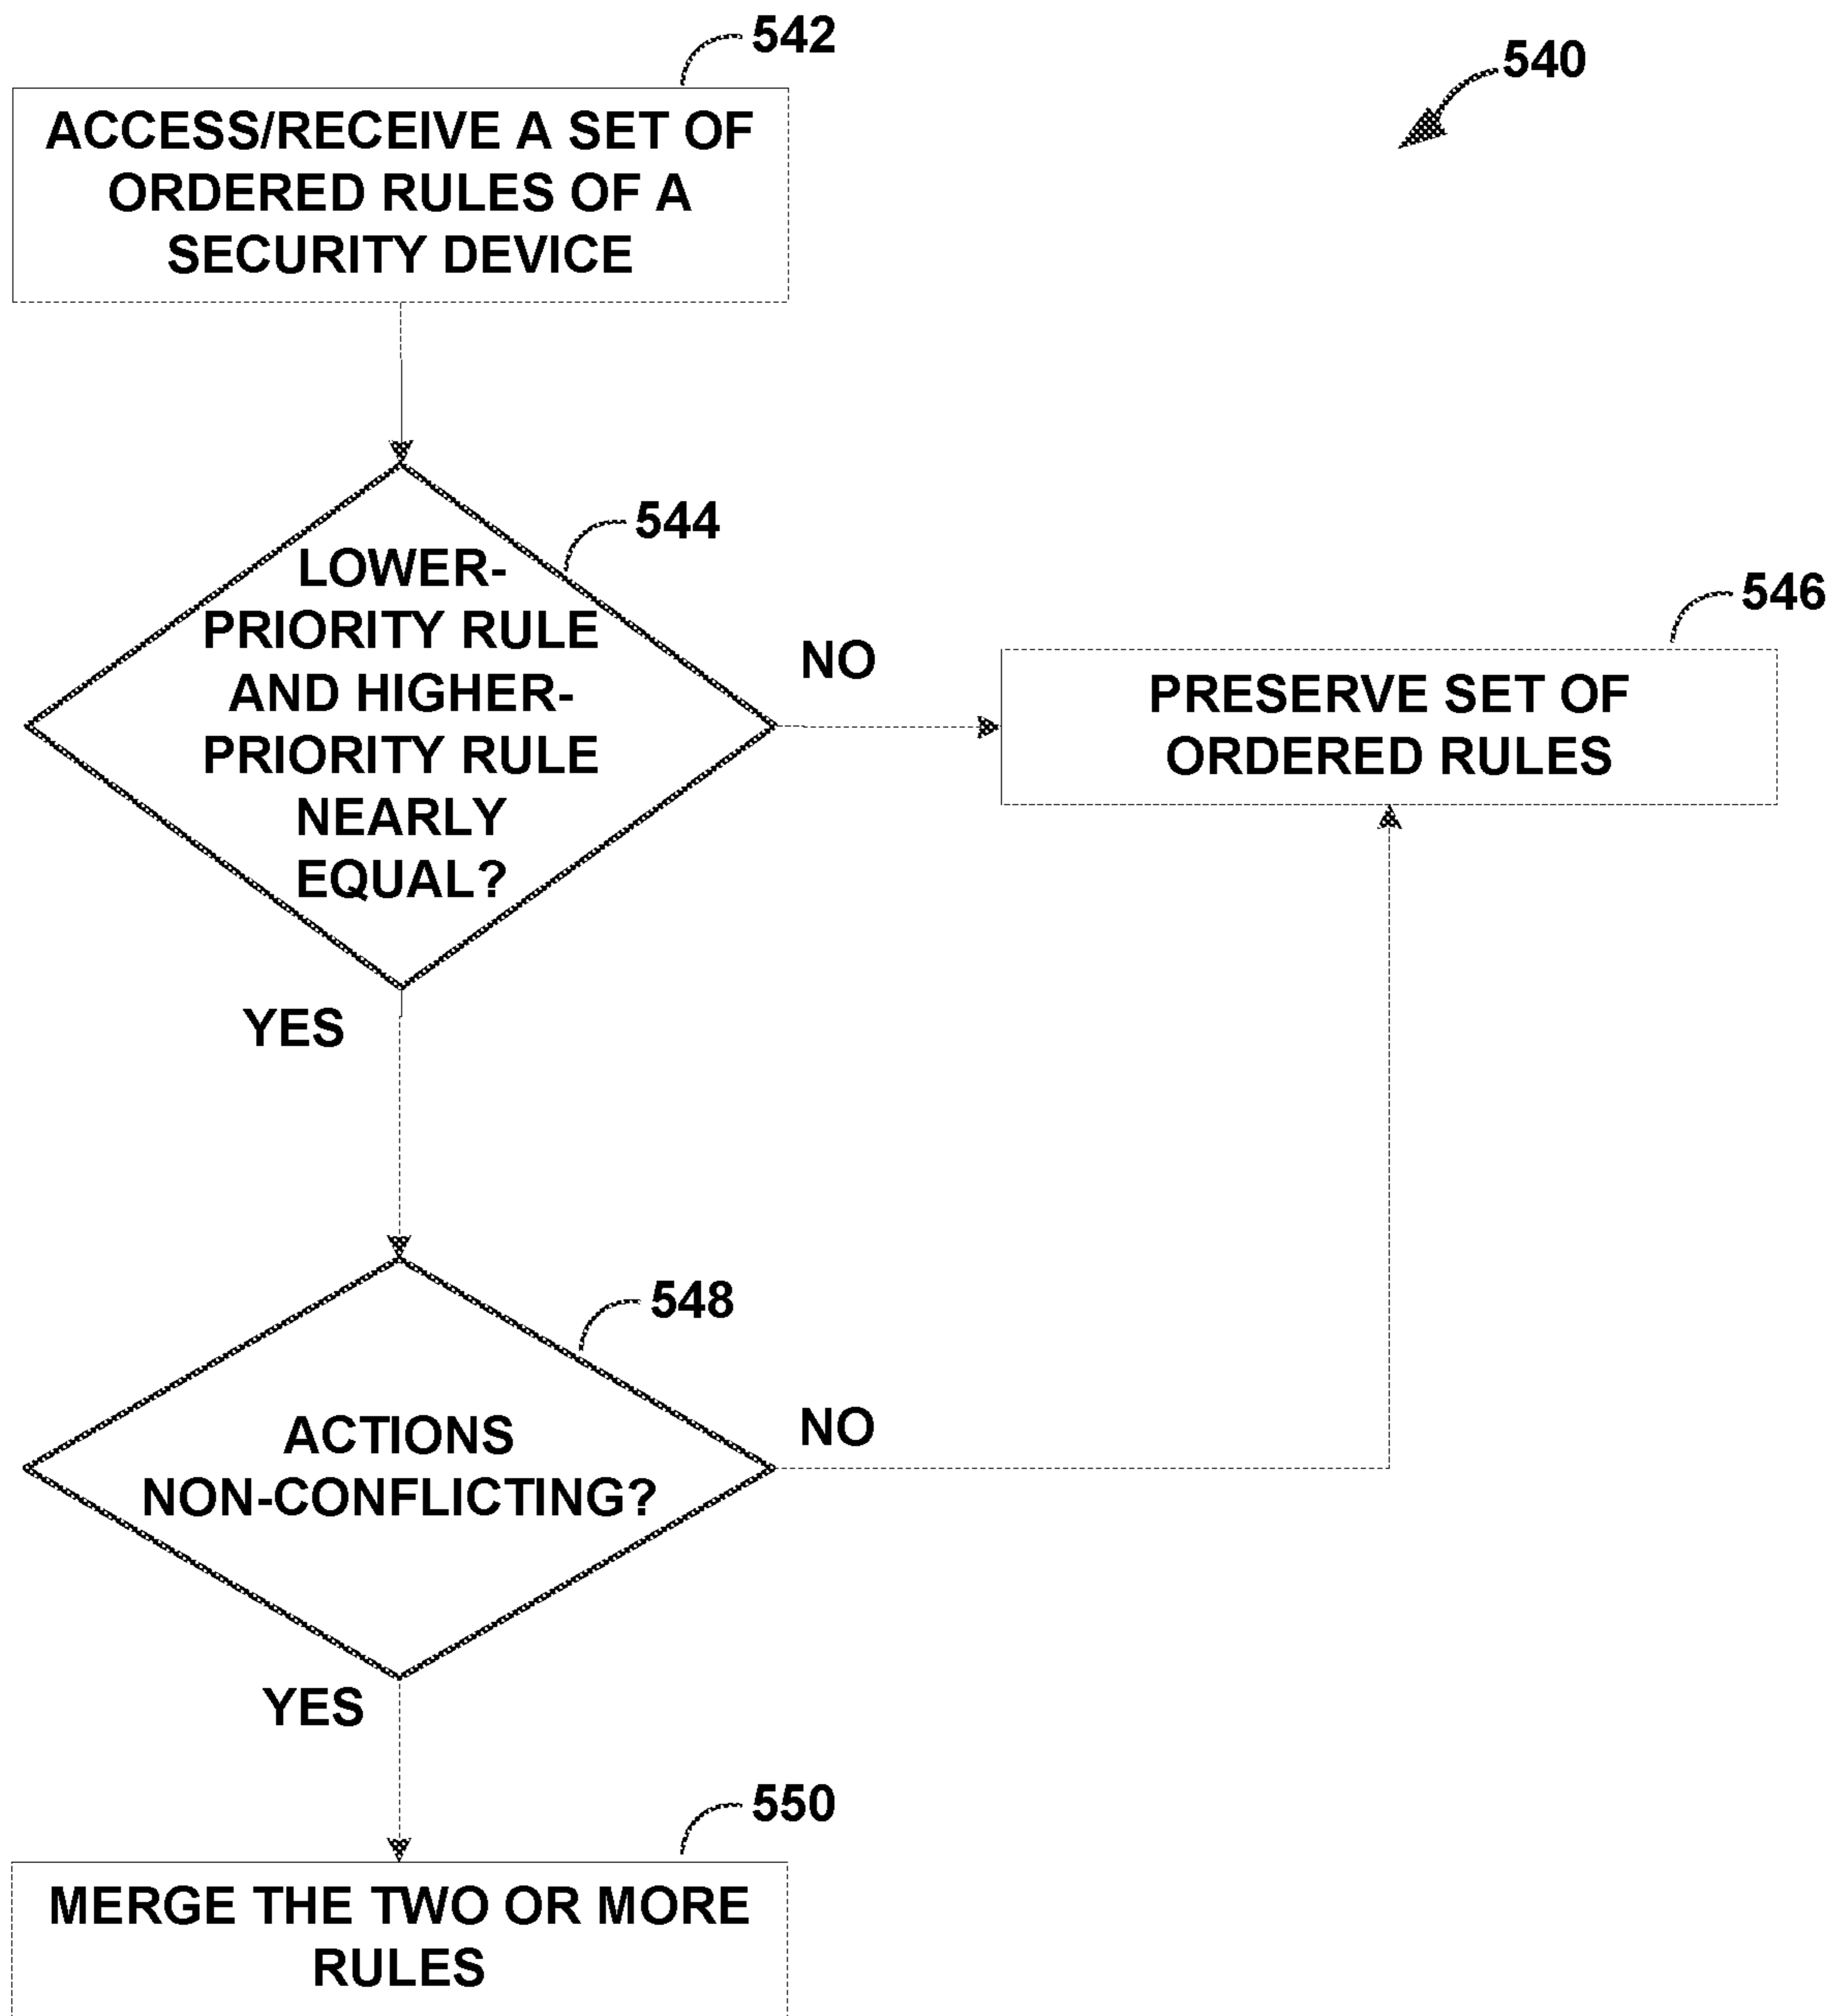 542
540
ACCESS/RECEIVE A SET OF
ORDERED RULES OF A
SECURITY DEVICE
544
LOWER-
PRIORITY RULE
AND HIGHER-
PRIORITY RULE
NEARLY
EQUAL?
NO
546
PRESERVE SET OF
ORDERED RULES
YES
548
ACTIONS
NON-CONFLICTING?
NO
YES
550
MERGE THE TWO OR MORE
RULES